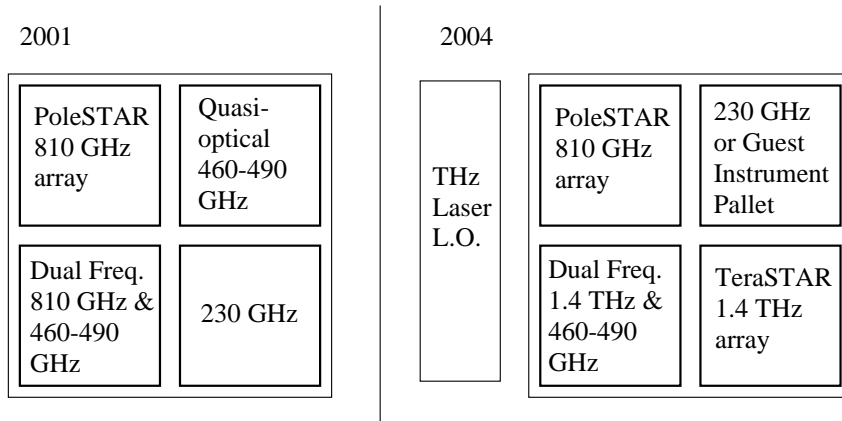 2001
PoleSTAR
810 GHz
array
Quasi-
optical
460-490
GHz
Dual Freq.
810 GHz &
460-490
GHz
230 GHz
2004
THz
Laser
L.O.
PoleSTAR
810 GHz
array
230 GHz
or Guest
Instrument
Pallet
Dual Freq.
1.4 THz &
460-490
GHz
TeraSTAR
1.4 THz
array